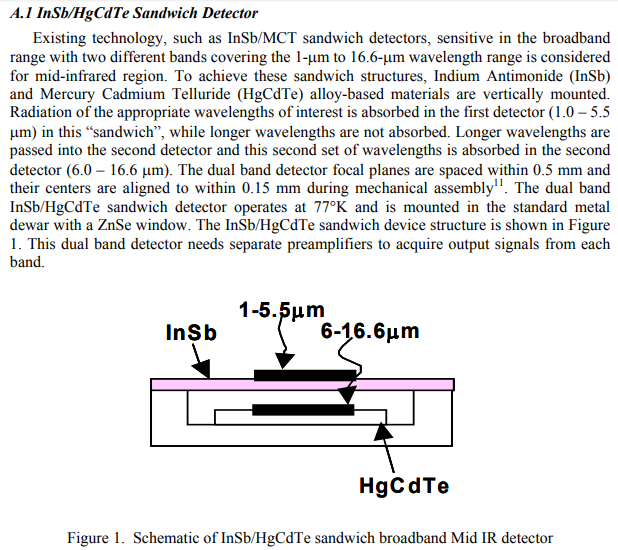 A.1 InSb/HgCdTe Sandwich Detector
Existing technology, such as InSb/MCT sandwich detectors, sensitive in the broadband
range with two different bands covering the 1-μm to 16.6-μm wavelength range is considered
for mid-infrared region. To achieve these sandwich structures, Indium Antimonide (InSb)
and Mercury Cadmium Telluride (HgCdTe) alloy-based materials are vertically mounted.
Radiation of the appropriate wavelengths of interest is absorbed in the first detector (1.0 – 5.5
μm) in this “sandwich”, while longer wavelengths are not absorbed. Longer wavelengths are
passed into the second detector and this second set of wavelengths is absorbed in the second
detector (6.0 – 16.6 μm). The dual band detector focal planes are spaced within 0.5 mm and
their centers are aligned to within 0.15 mm during mechanical assembly¹¹. The dual band
InSb/HgCdTe sandwich detector operates at 77°K and is mounted in the standard metal
dewar with a ZnSe window. The InSb/HgCdTe sandwich device structure is shown in Figure
1. This dual band detector needs separate preamplifiers to acquire output signals from each
band.
1-5.5μm
InSb
6-16.6μm
HgCdTe
Figure 1. Schematic of InSb/HgCdTe sandwich broadband Mid IR detector